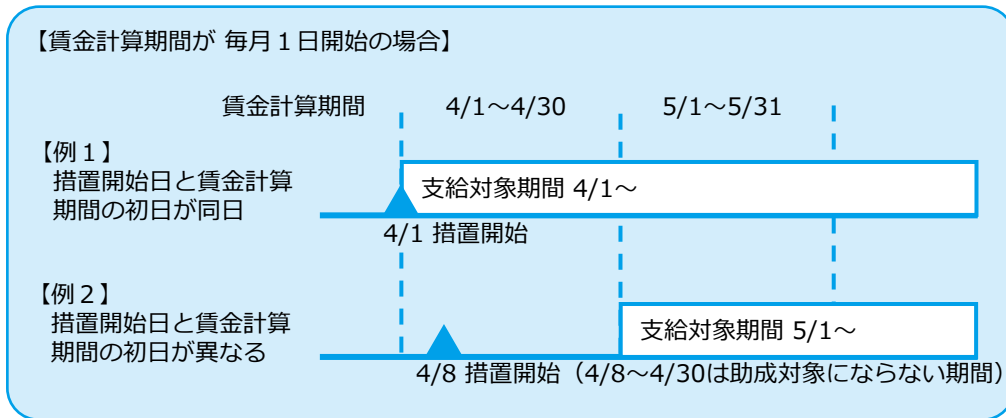 【賃金計算期間が 毎月１日開始の場合】
賃金計算期間 4/1～4/30 5/1～5/31
【例１】
措置開始日と賃金計算
期間の初日が同日
支給対象期間 4/1～
4/1 措置開始
【例２】
措置開始日と賃金計算
期間の初日が異なる
支給対象期間 5/1～
4/8 措置開始（4/8～4/30は助成対象にならない期間）